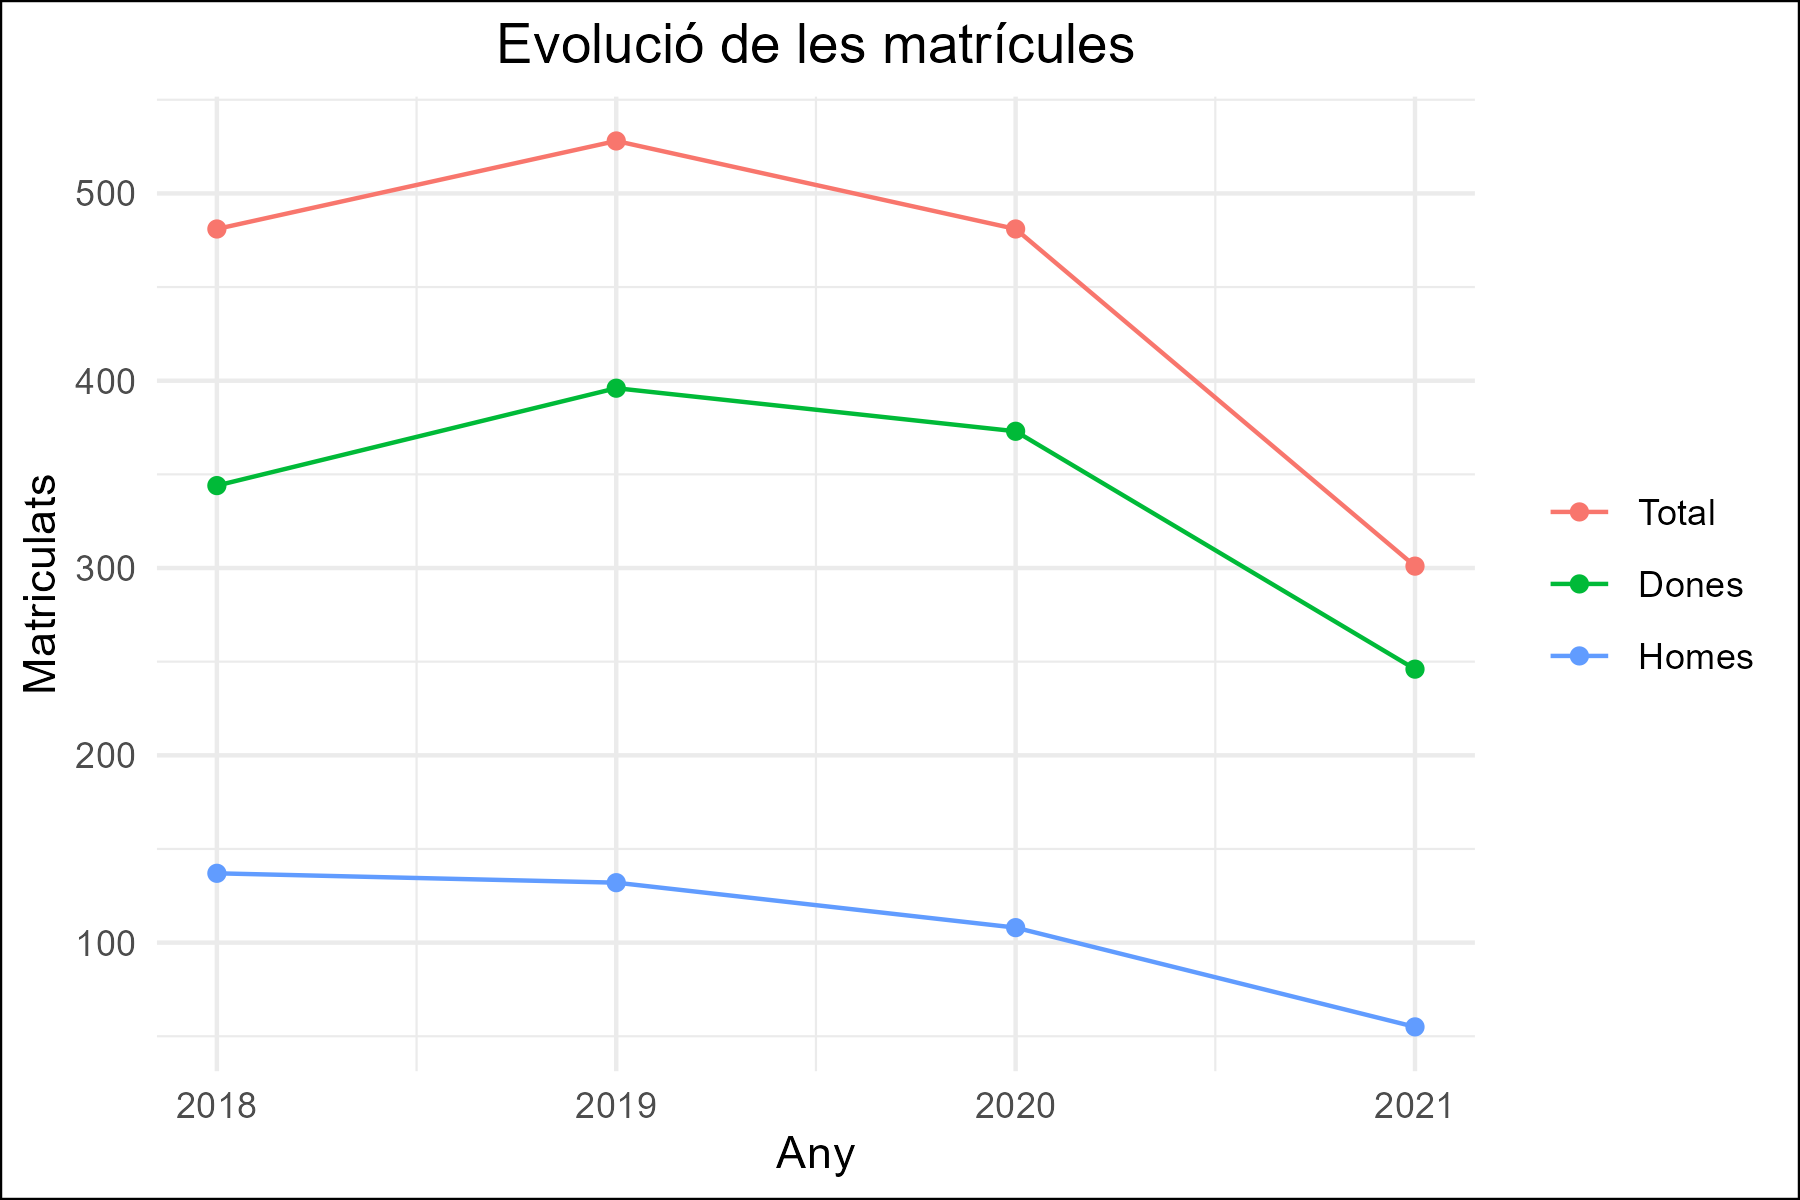 Evolució de les matrícules
Matriculats
500
400
300
200
100
2018
2019
2020
2021
Any
Total
Dones
Homes